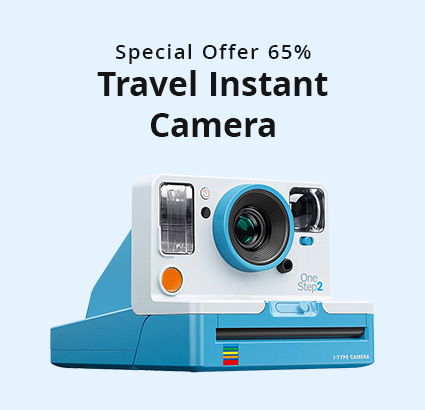 Special Offer 65%
Travel Instant
Camera
One
Step2
I-TYPE CAMERA